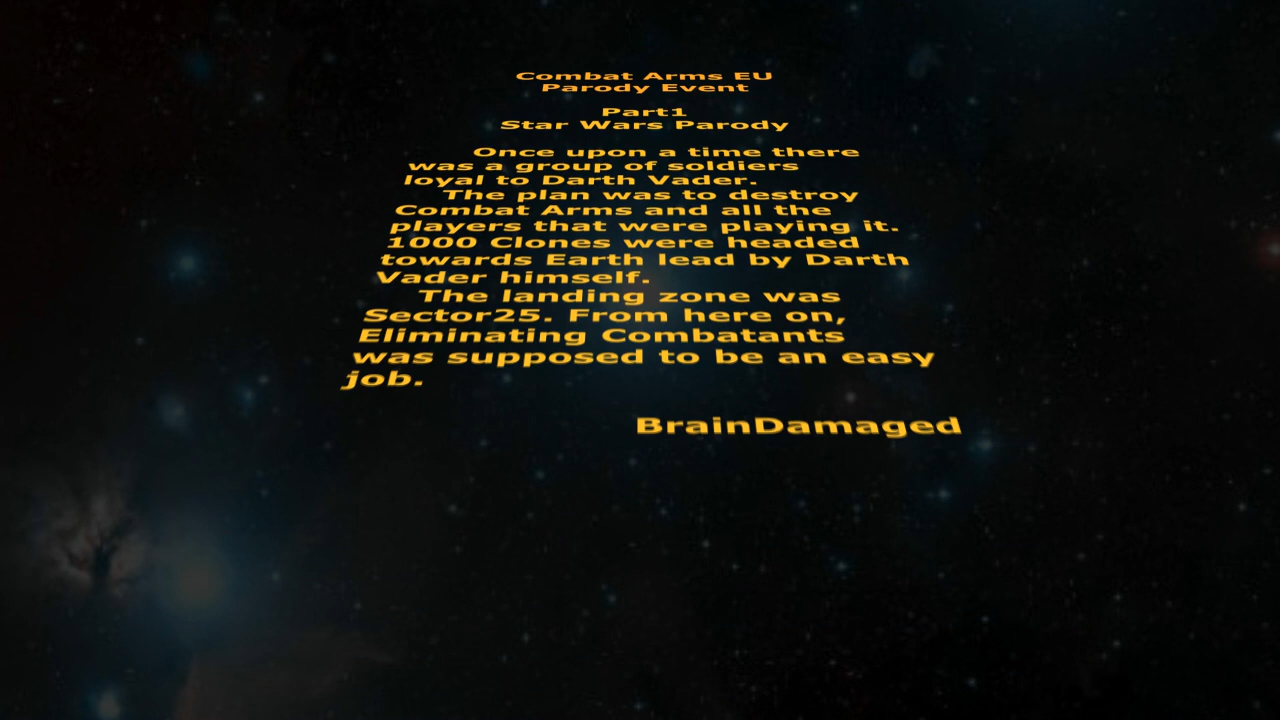 Combat Arms EU
Parody Event
Part1
Star Wars Parody
Once upon a time there
was a group of soldiers
loyal to Darth Vader.
The plan was to destroy
Combat Arms and all the
players that were playing it.
1000 Clones were headed
towards Earth lead by Darth
Vader himself.
The landing zone was
Sector25. From here on,
Eliminating Combatants
was supposed to be an easy
job.
BrainDamaged